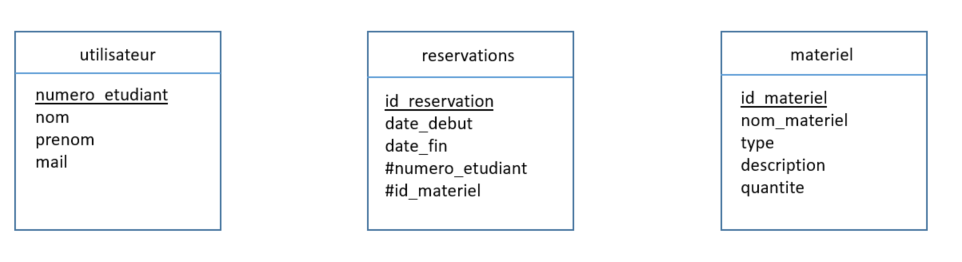 utilisateur
numero_etudiant
nom
prenom
mail
reservations
id_reservation
date_debut
date_fin
#numero_etudiant
#id_materiel
materiel
id_materiel
nom_materiel
type
description
quantite